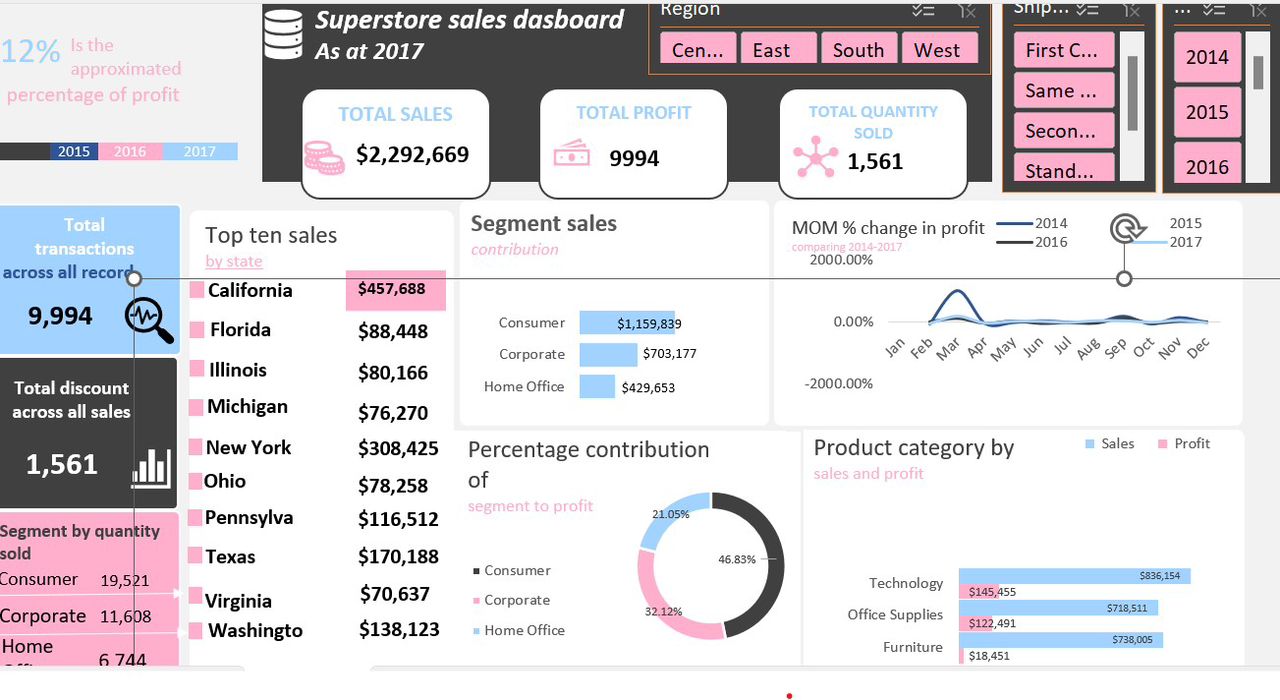 12%
Is the
approximated
percentage of profit
2015 2016 2017
Superstore sales dasboard
As at 2017
Region
Cen... East South West
Ship...
First C...
Same ...
Secon...
Stand...
...
2014
2015
2016
TOTAL SALES
$2,292,669
TOTAL PROFIT
9994
TOTAL QUANTITY
SOLD
1,561
Total
transactions
across all record
9,994
Total discount
across all sales
1,561
Segment by quantity
sold
Consumer 19,521
Corporate 11,608
Home
6,744
Top ten sales
by state
California $457,688
Florida $88,448
Illinois $80,166
Michigan $76,270
New York $308,425
Ohio $78,258
Pennsylva $116,512
Texas $170,188
Virginia $70,637
Washingto $138,123
Segment sales
contribution
Consumer $1,159,839
Corporate $703,177
Home Office $429,653
MOM % change in profit
comparing 2014-2017
2014 2015
2016 2017
2000.00%
0.00%
-2000.00%
Jan Feb Mar Apr May Jun Jul Aug Sep Oct Nov Dec
Percentage contribution
of
segment to profit
Consumer
Corporate
Home Office
21.05%
46.83%
32.12%
Product category by
sales and profit
Sales Profit
Technology $836,154
$145,455
Office Supplies $718,511
$122,491
Furniture $738,005
$18,451